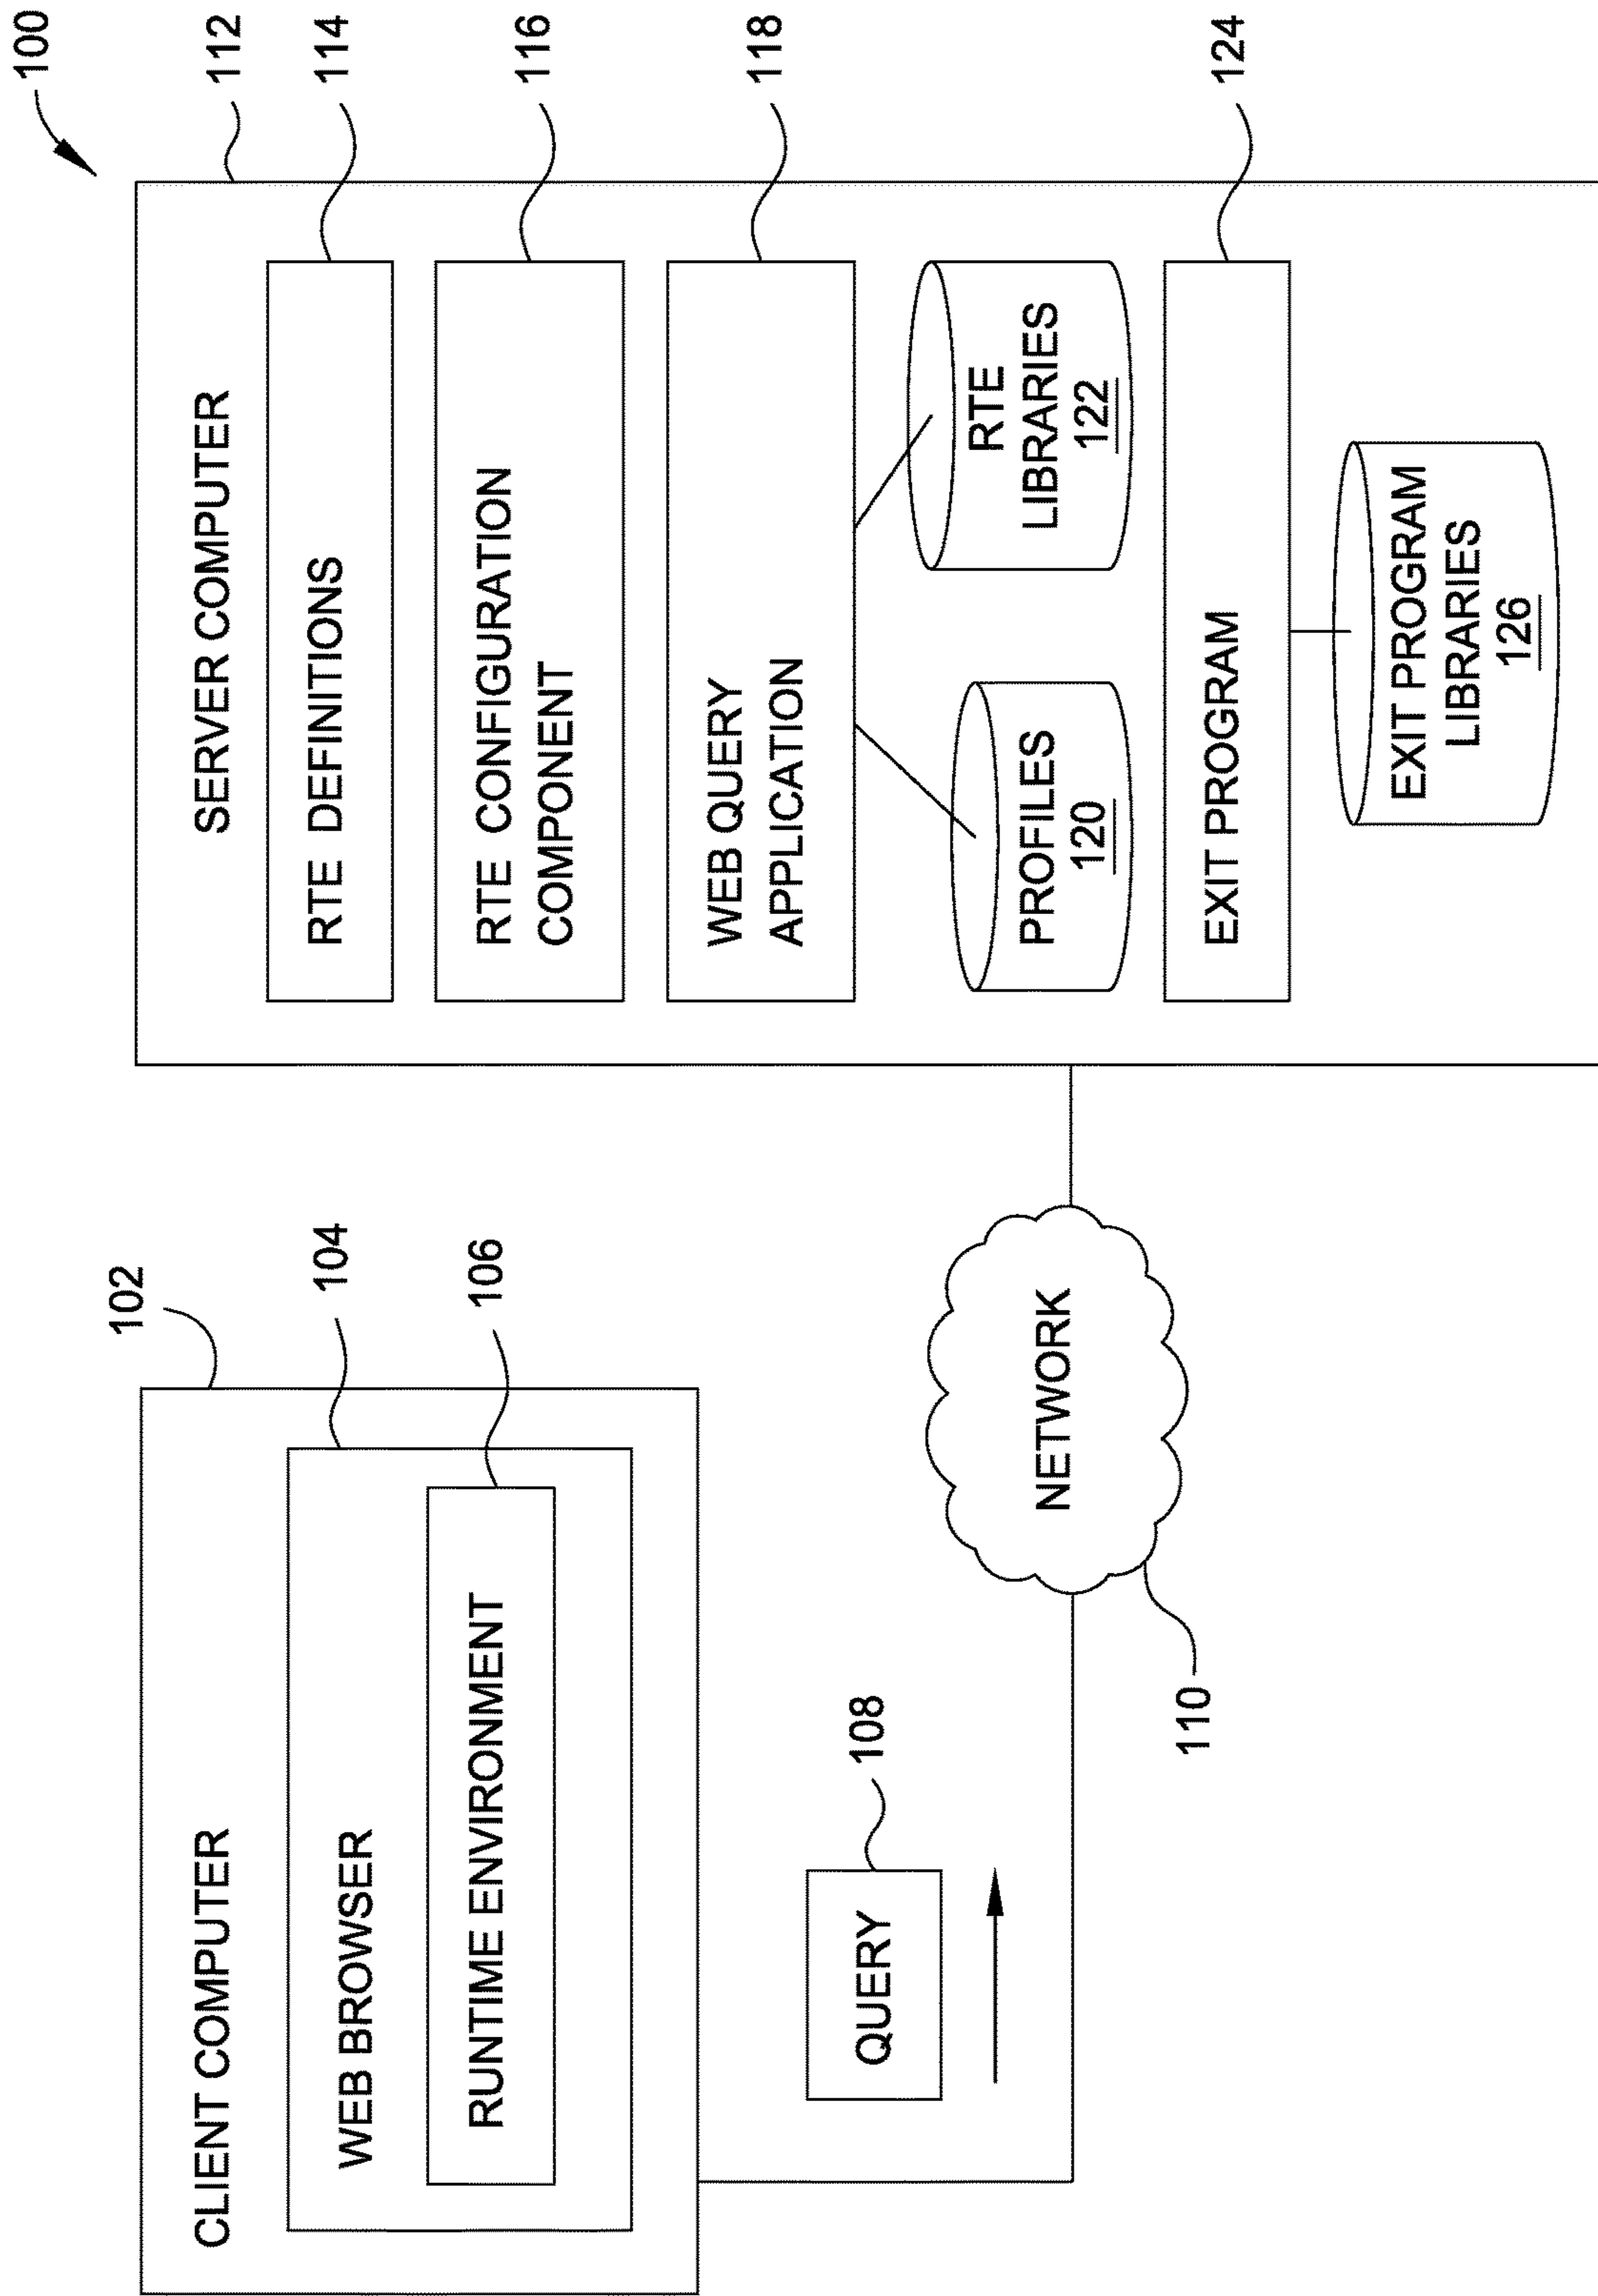 100
CLIENT COMPUTER
102
WEB BROWSER
104
RUNTIME ENVIRONMENT
106
QUERY
108
NETWORK
110
SERVER COMPUTER
112
RTE DEFINITIONS
114
RTE CONFIGURATION
COMPONENT
116
WEB QUERY
APPLICATION
118
PROFILES
120
RTE
LIBRARIES
122
EXIT PROGRAM
124
EXIT PROGRAM
LIBRARIES
126